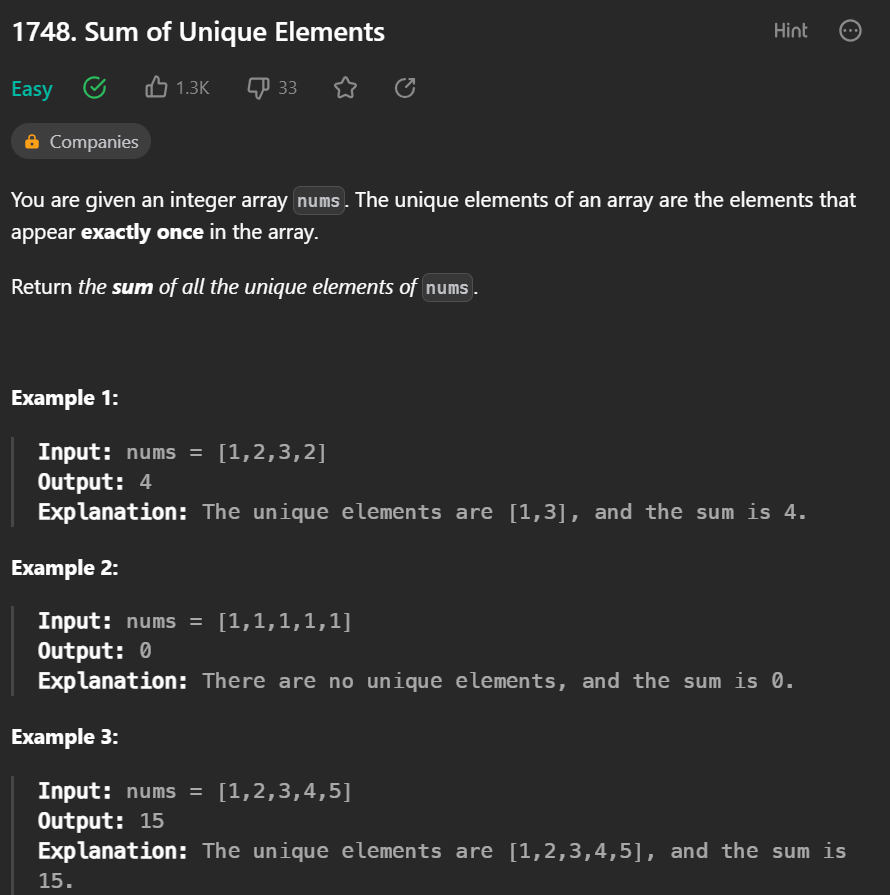 1748. Sum of Unique Elements
Hint
Easy
1.3K
33
Companies
You are given an integer array nums. The unique elements of an array are the elements that
appear exactly once in the array.
Return the sum of all the unique elements of nums.
Example 1:
Input: nums = [1,2,3,2]
Output: 4
Explanation: The unique elements are [1,3], and the sum is 4.
Example 2:
Input: nums = [1,1,1,1,1]
Output: 0
Explanation: There are no unique elements, and the sum is 0.
Example 3:
Input: nums = [1,2,3,4,5]
Output: 15
Explanation: The unique elements are [1,2,3,4,5], and the sum is
15.